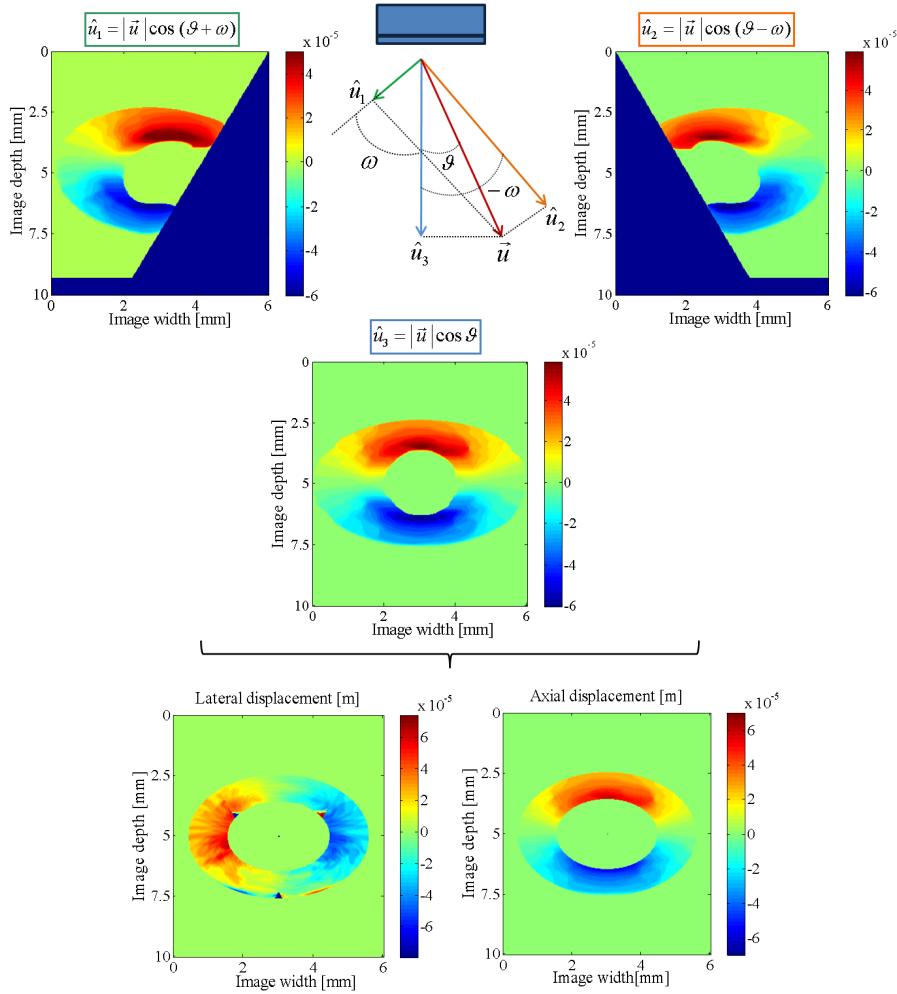 û₁ = |u⃗| cos (ϑ + ω)
û₂ = |u⃗| cos (ϑ − ω)
x 10⁻⁵
0
2.5
5
7.5
10
0
2
4
6
Image depth [mm]
Image width [mm]
4
2
0
-2
-4
-6
û₁
ω
ϑ
−ω
û₂
û₃
u⃗
x 10⁻⁵
0
2.5
5
7.5
10
0
2
4
6
Image depth [mm]
Image width [mm]
4
2
0
-2
-4
-6
û₃ = |u⃗| cos ϑ
x 10⁻⁵
0
2.5
5
7.5
10
0
2
4
6
Image depth [mm]
Image width [mm]
4
2
0
-2
-4
-6
Lateral displacement [m]
x 10⁻⁵
0
2.5
5
7.5
10
0
2
4
6
Image depth [mm]
Image width [mm]
6
4
2
0
-2
-4
-6
Axial displacement [m]
x 10⁻⁵
0
2.5
5
7.5
10
0
2
4
6
Image depth [mm]
Image width[mm]
6
4
2
0
-2
-4
-6